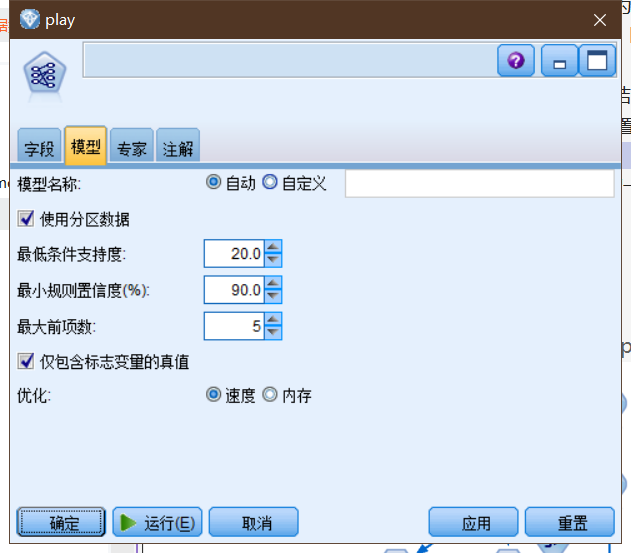 play
字段 模型 专家 注解
模型名称: 自动 自定义
使用分区数据
最低条件支持度: 20.0
最小规则置信度(%): 90.0
最大前项数: 5
仅包含标志变量的真值
优化: 速度 内存
确定 运行(E) 取消 应用 重置